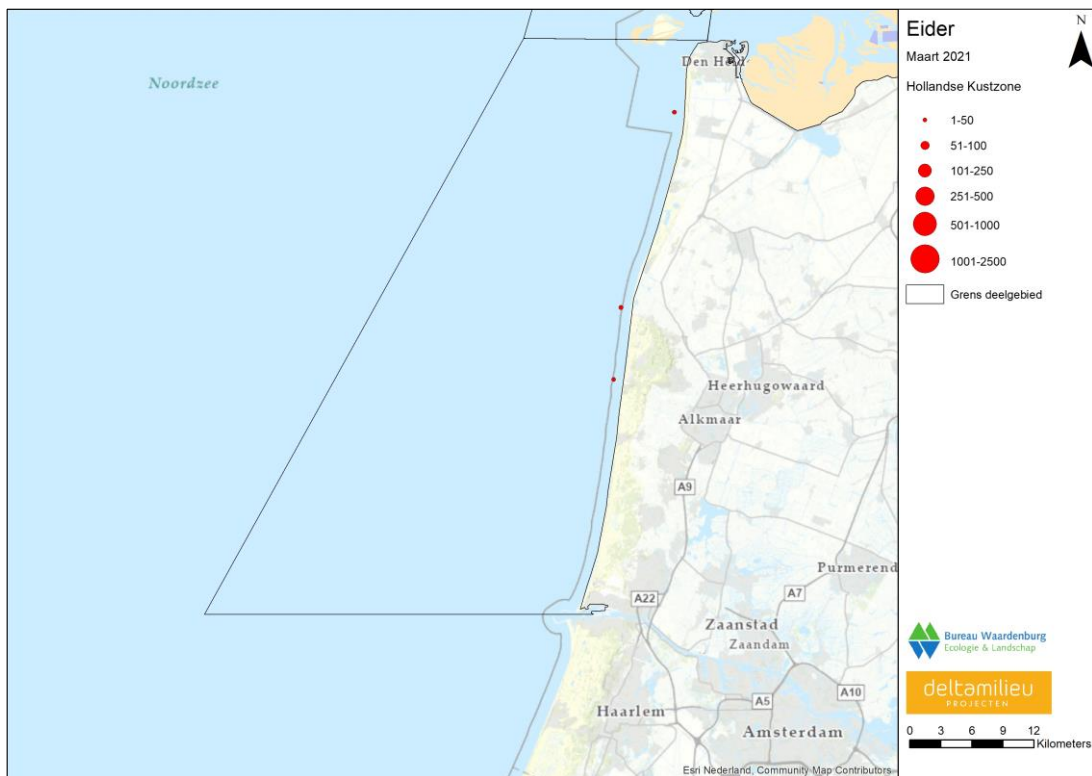 Noordzee
Den Held
Heerhugowaard
Alkmaar
A9
Purmerend
A22
A7
Zaanstad
Zaandam
A5
A10
Haarlem
Amsterdam
Esri Nederland, Community Map Contributors
Eider
N
Maart 2021
Hollandse Kustzone
1-50
51-100
101-250
251-500
501-1000
1001-2500
Grens deelgebied
Bureau Waardenburg
Ecologie & Landschap
deltamilieu
PROJECTEN
0 3 6 9 12
Kilometers